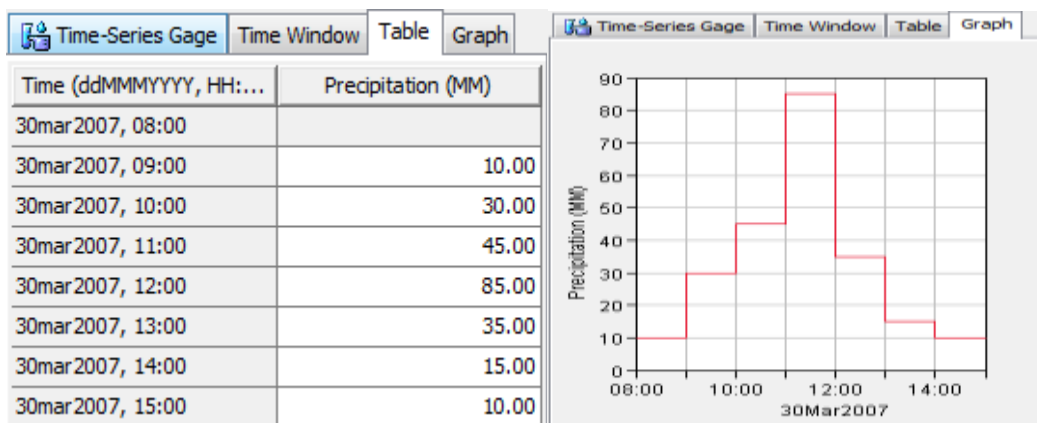 Time-Series Gage Time Window Table Graph
Time (ddMMMYYYY, HH:... Precipitation (MM)
30mar2007, 08:00
30mar2007, 09:00 10.00
30mar2007, 10:00 30.00
30mar2007, 11:00 45.00
30mar2007, 12:00 85.00
30mar2007, 13:00 35.00
30mar2007, 14:00 15.00
30mar2007, 15:00 10.00
Time-Series Gage Time Window Table Graph
90
80
70
60
50
40
30
20
10
0
Precipitation (MM)
08:00 10:00 12:00 14:00
30Mar2007